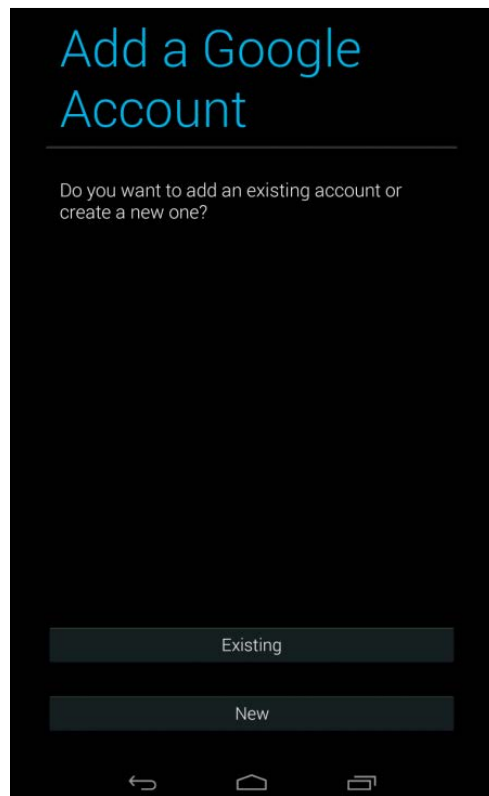 Add a Google
Account
Do you want to add an existing account or
create a new one?
Existing
New